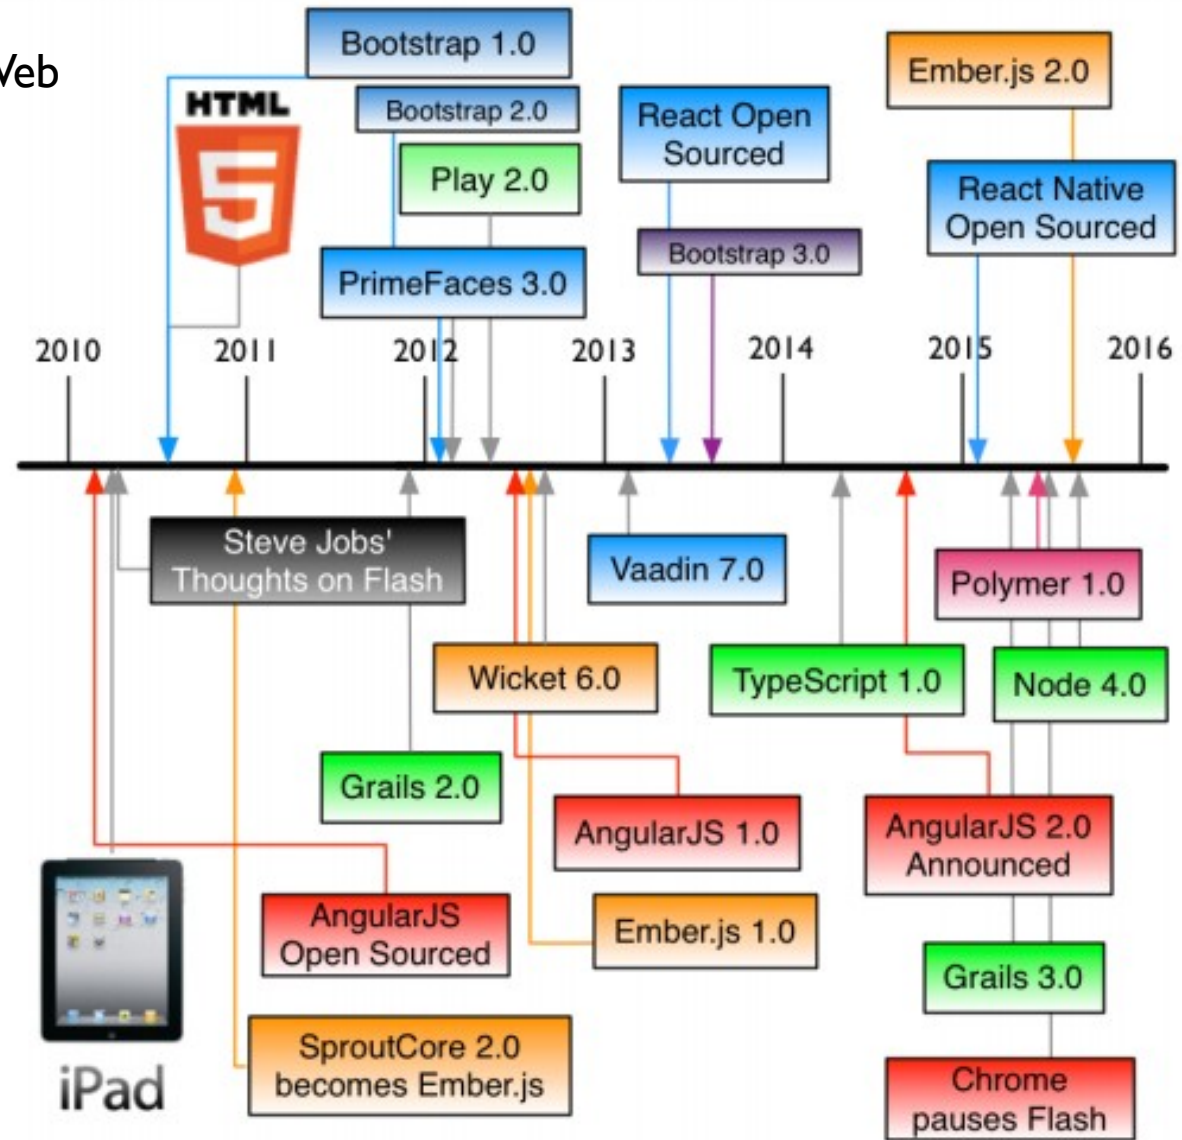 Bootstrap 1.0
Web
HTML
5
Bootstrap 2.0
Play 2.0
PrimeFaces 3.0
React Open
Sourced
Bootstrap 3.0
Ember.js 2.0
React Native
Open Sourced
2010
2011
2012
2013
2014
2015
2016
Steve Jobs'
Thoughts on Flash
Vaadin 7.0
Polymer 1.0
Wicket 6.0
TypeScript 1.0
Node 4.0
Grails 2.0
AngularJS 1.0
AngularJS 2.0
Announced
AngularJS
Open Sourced
Ember.js 1.0
Grails 3.0
SproutCore 2.0
becomes Ember.js
iPad
Chrome
pauses Flash